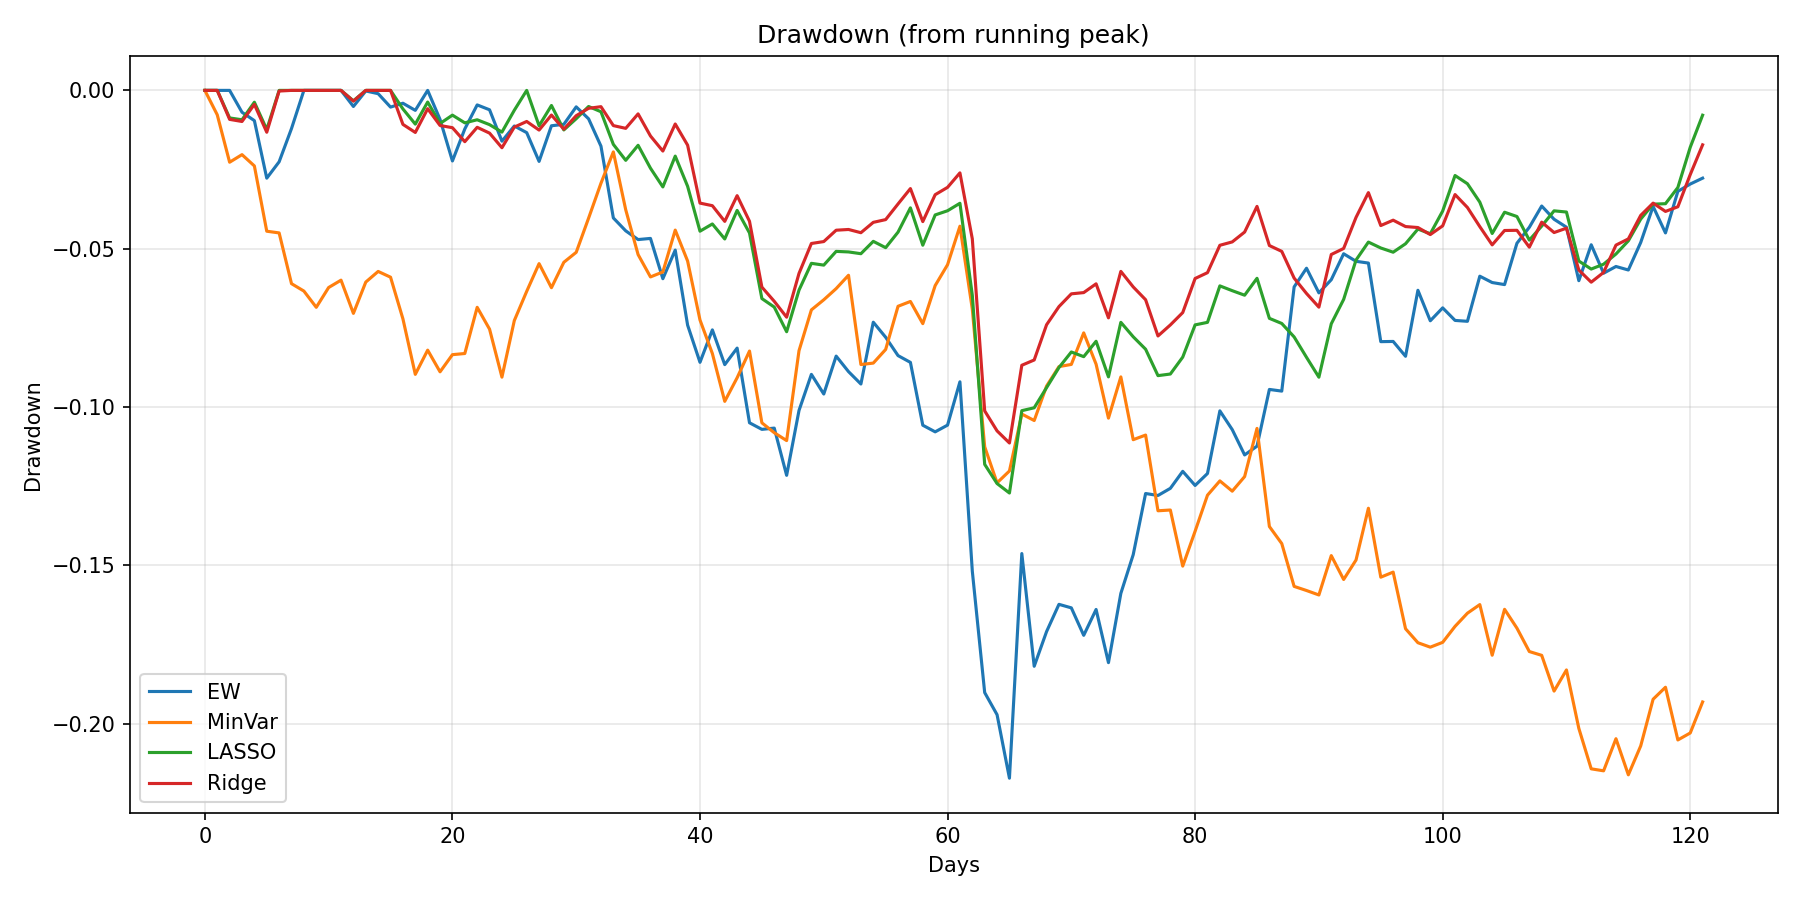 Drawdown (from running peak)
Drawdown
0.00
−0.05
−0.10
−0.15
−0.20
EW
MinVar
LASSO
Ridge
0 20 40 60 80 100 120
Days